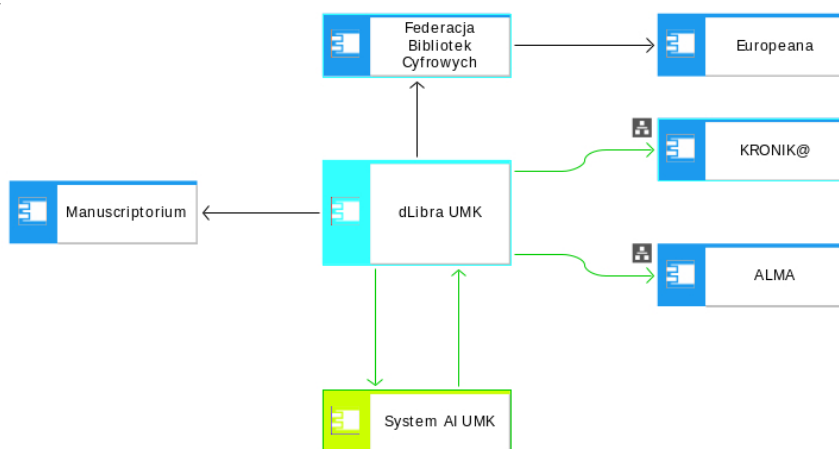 Federacja
Bibliotek
Cyfrowych
Europeana
KRONIK@
Manuscriptorium
dLibra UMK
ALMA
System AI UMK